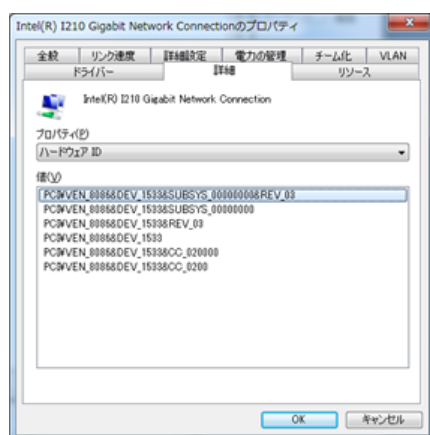 Intel(R) I210 Gigabit Network Connectionのプロパティ
全般 リンク速度 詳細設定 電力の管理 チーム化 VLAN
ドライバー 詳細 リソース
Intel(R) I210 Gigabit Network Connection
プロパティ(P)
ハードウェア ID
値(V)
PCI¥VEN_8086&DEV_1533&SUBSYS_00000000&REV_03
PCI¥VEN_8086&DEV_1533&SUBSYS_00000000
PCI¥VEN_8086&DEV_1533&REV_03
PCI¥VEN_8086&DEV_1533
PCI¥VEN_8086&DEV_1533&CC_020000
PCI¥VEN_8086&DEV_1533&CC_0200
OK キャンセル